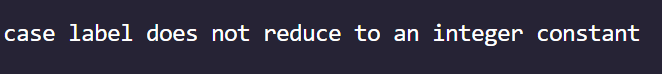 case label does not reduce to an integer constant